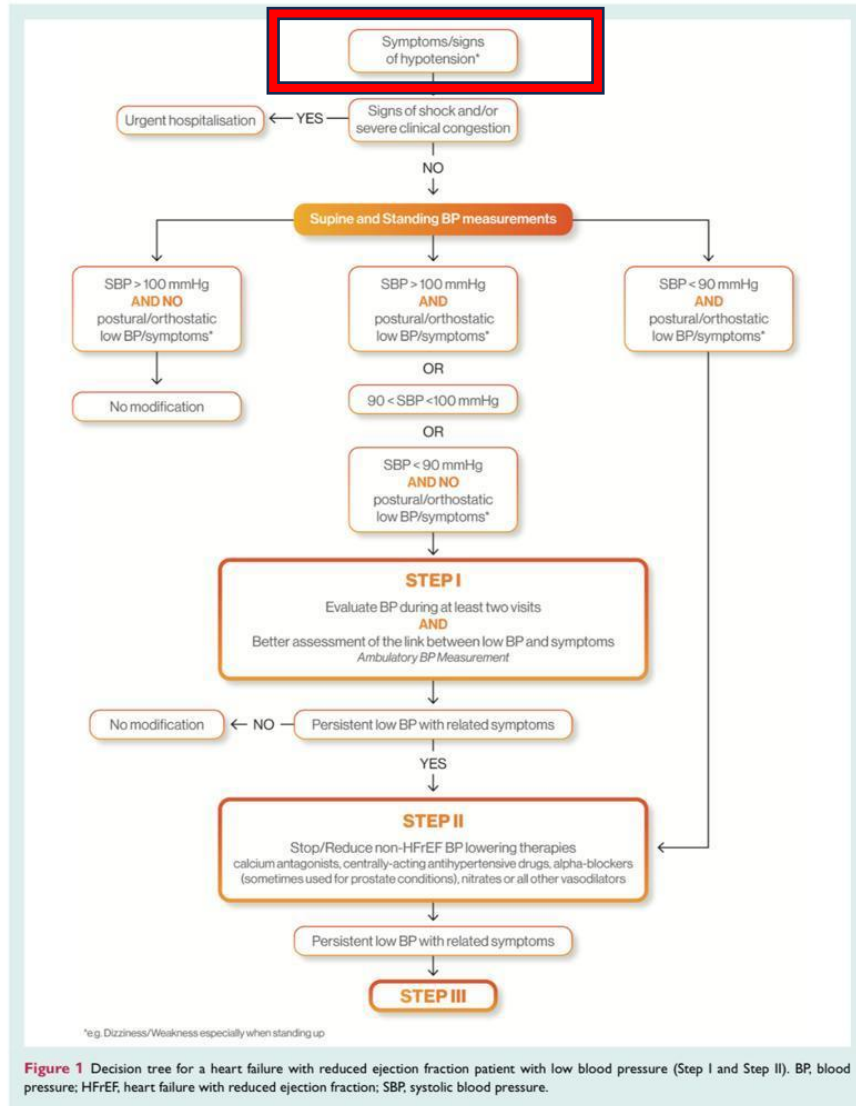 Symptoms/signs
of hypotension*
Urgent hospitalisation
YES
Signs of shock and/or
severe clinical congestion
NO
Supine and Standing BP measurements
SBP > 100 mmHg
AND NO
postural/orthostatic
low BP/symptoms*
No modification
SBP > 100 mmHg
AND
postural/orthostatic
low BP/symptoms*
OR
90 < SBP <100 mmHg
OR
SBP < 90 mmHg
AND NO
postural/orthostatic
low BP/symptoms*
SBP < 90 mmHg
AND
postural/orthostatic
low BP/symptoms*
STEP I
Evaluate BP during at least two visits
AND
Better assessment of the link between low BP and symptoms
Ambulatory BP Measurement
No modification
NO
Persistent low BP with related symptoms
YES
STEP II
Stop/Reduce non-HFrEF BP lowering therapies
calcium antagonists, centrally-acting antihypertensive drugs, alpha-blockers
(sometimes used for prostate conditions), nitrates or all other vasodilators
Persistent low BP with related symptoms
STEP III
*e.g. Dizziness/Weakness especially when standing up
Figure 1 Decision tree for a heart failure with reduced ejection fraction patient with low blood pressure (Step I and Step II). BP, blood
pressure; HFrEF, heart failure with reduced ejection fraction; SBP, systolic blood pressure.